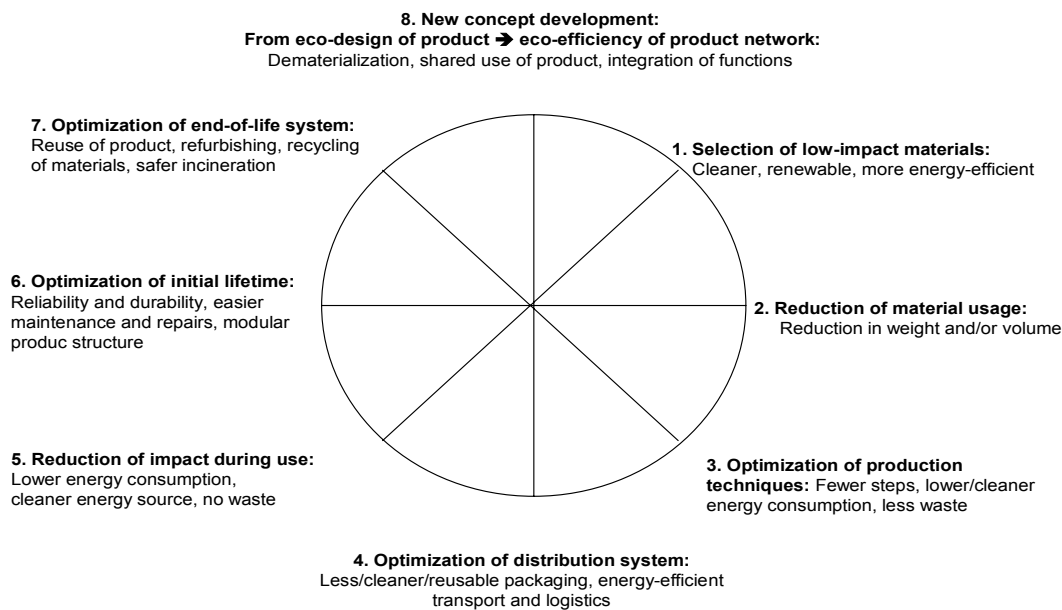 8. New concept development:
From eco-design of product ➔ eco-efficiency of product network:
Dematerialization, shared use of product, integration of functions
7. Optimization of end-of-life system:
Reuse of product, refurbishing, recycling
of materials, safer incineration
1. Selection of low-impact materials:
Cleaner, renewable, more energy-efficient
6. Optimization of initial lifetime:
Reliability and durability, easier
maintenance and repairs, modular
produc structure
2. Reduction of material usage:
Reduction in weight and/or volume
5. Reduction of impact during use:
Lower energy consumption,
cleaner energy source, no waste
3. Optimization of production
techniques: Fewer steps, lower/cleaner
energy consumption, less waste
4. Optimization of distribution system:
Less/cleaner/reusable packaging, energy-efficient
transport and logistics